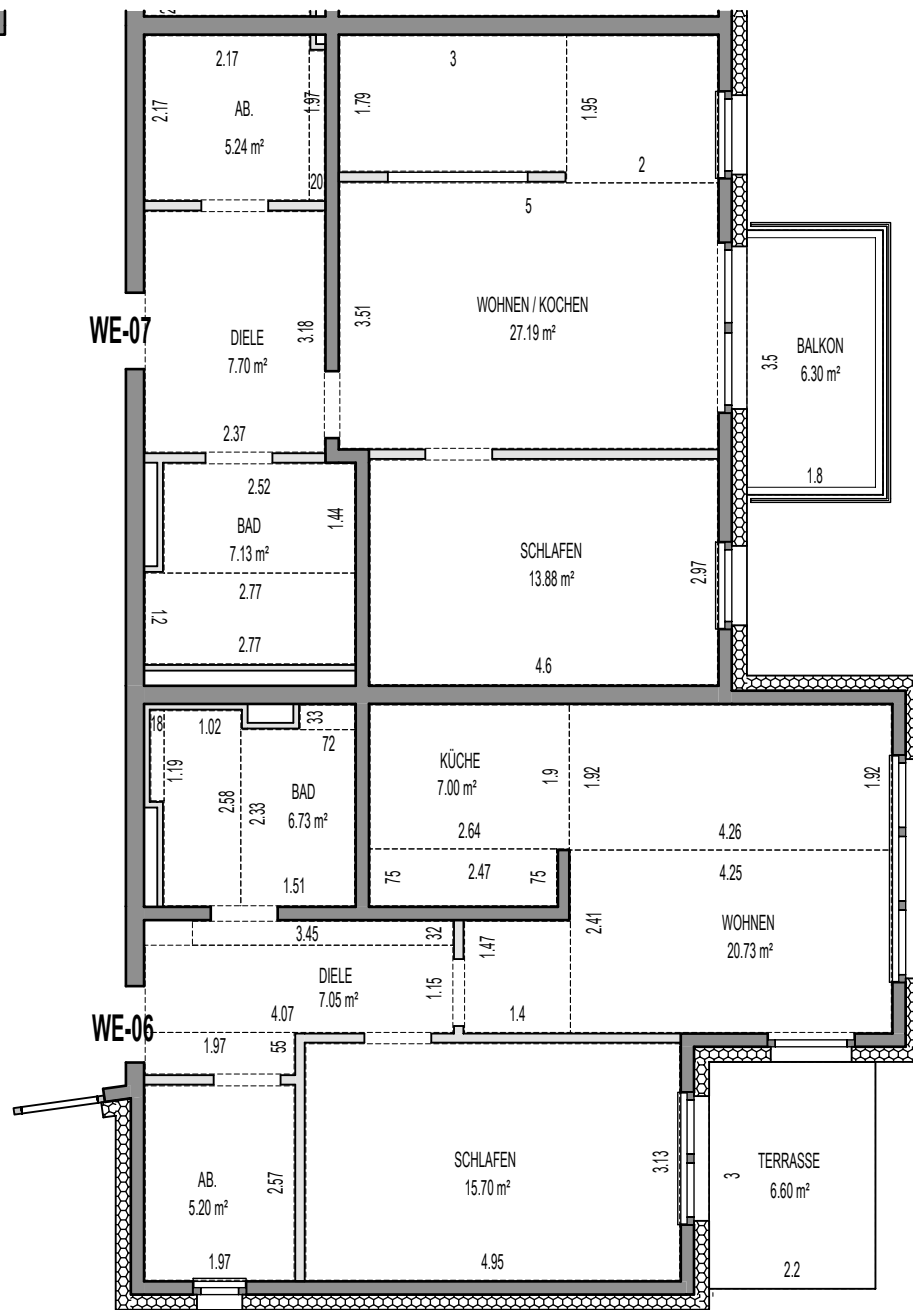 2.17
3
2.17
AB.
5.24 m²
1.97
1.79
1.95
20
2
5
WE-07
DIELE
7.70 m²
3.18
3.51
WOHNEN / KOCHEN
27.19 m²
3.5
BALKON
6.30 m²
1.8
2.37
2.52
BAD
7.13 m²
1.44
SCHLAFEN
13.88 m²
2.97
2.77
1.2
2.77
4.6
18
1.02
33
72
1.19
2.58
2.33
BAD
6.73 m²
1.51
KÜCHE
7.00 m²
1.9
1.92
1.92
2.64
4.26
75
2.47
75
4.25
WOHNEN
20.73 m²
2.41
3.45
32
1.47
DIELE
7.05 m²
1.15
4.07
1.4
WE-06
1.97
55
AB.
5.20 m²
2.57
1.97
SCHLAFEN
15.70 m²
3.13
4.95
TERRASSE
6.60 m²
3
2.2